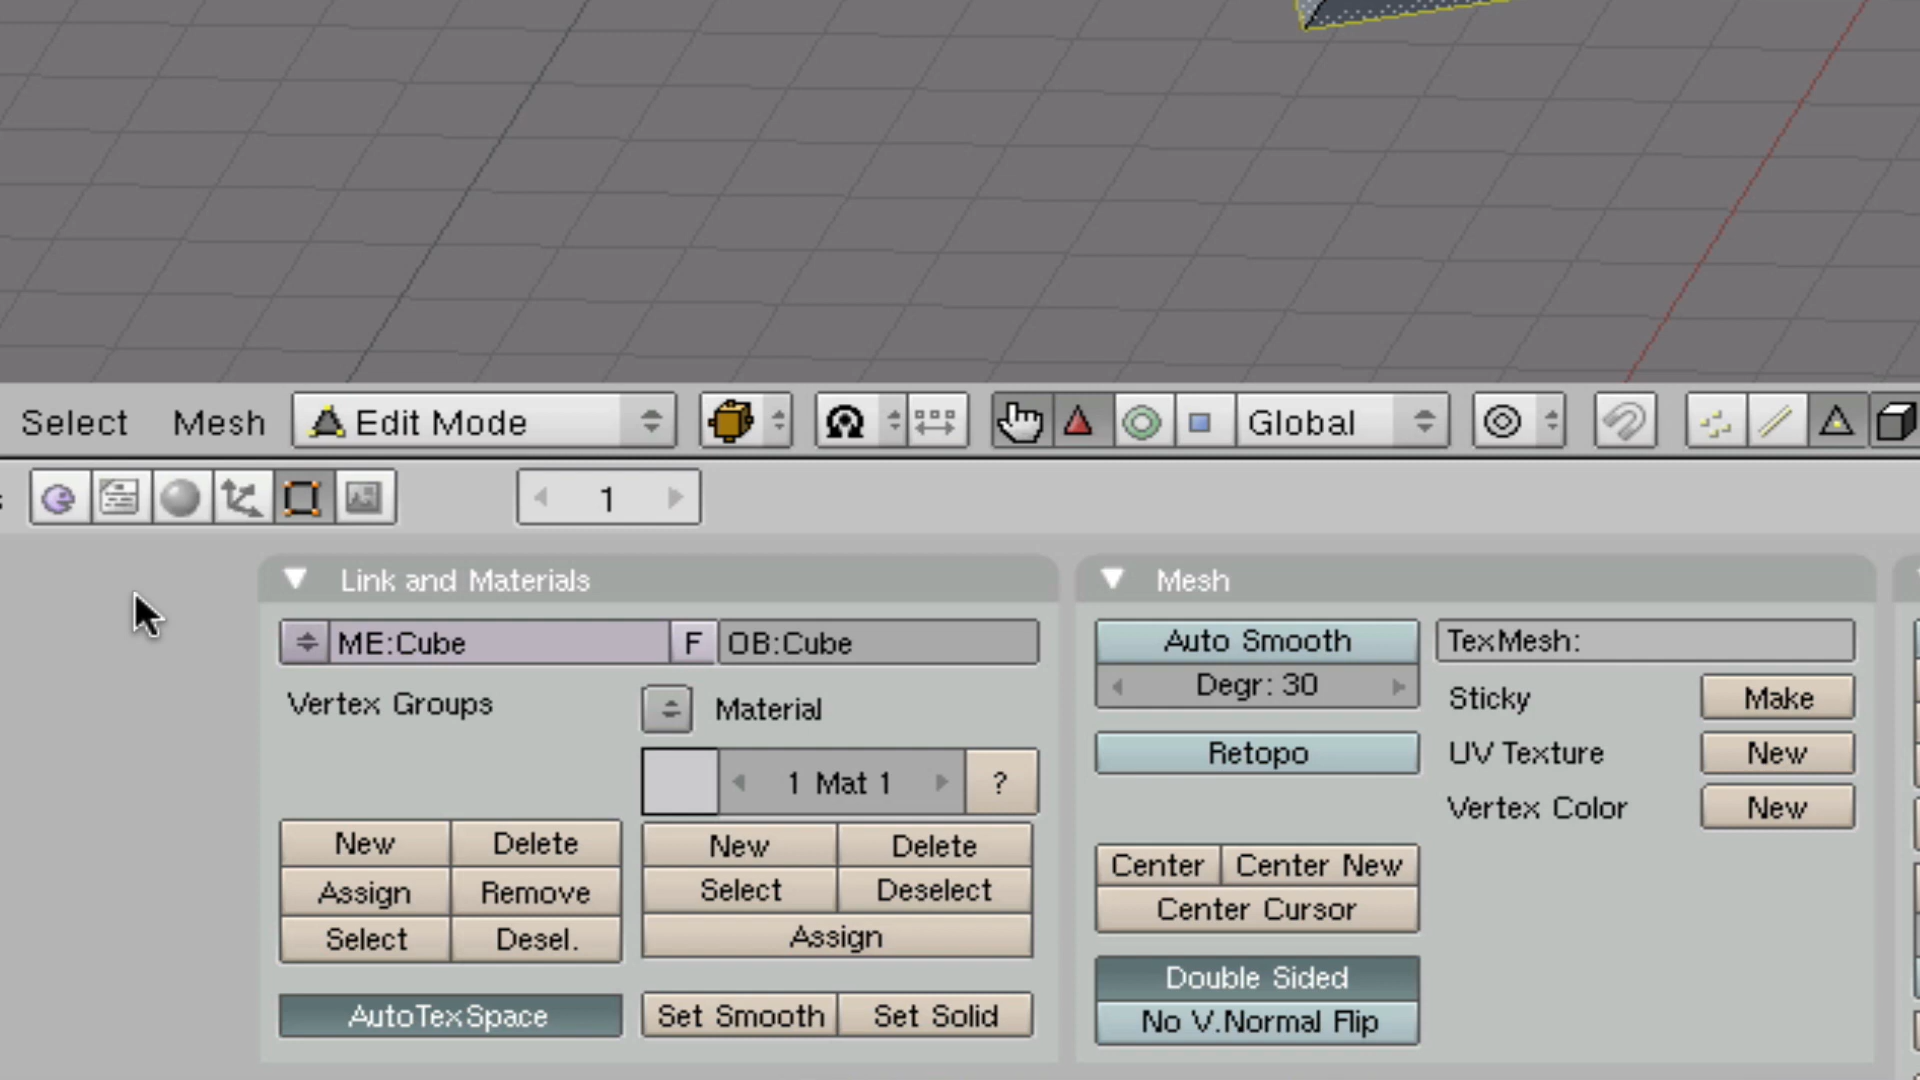 Select Mesh Edit Mode Global
1
Link and Materials
ME:Cube F OB:Cube
Vertex Groups Material
1 Mat 1 ?
New Delete
Assign Remove
Select Desel.
New Delete
Select Deselect
Assign
AutoTexSpace Set Smooth Set Solid
Mesh
Auto Smooth TexMesh:
Degr: 30 Sticky Make
Retopo UV Texture New
Vertex Color New
Center Center New
Center Cursor
Double Sided
No V.Normal Flip